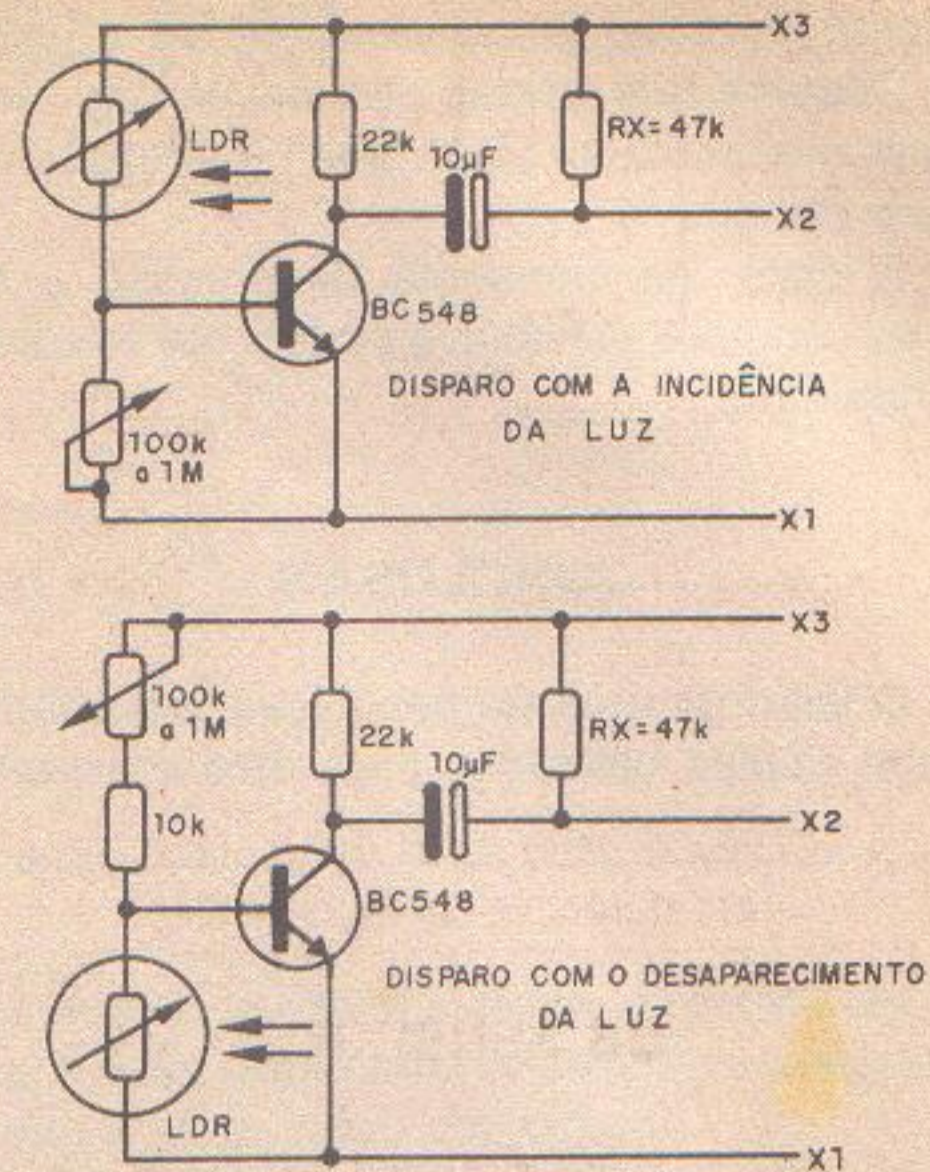 X3
LDR
22k
10µF
RX=47k
X2
BC548
DISPARO COM A INCIDÊNCIA
DA LUZ
100k
a 1M
X1
X3
100k
a 1M
22k
RX=47k
10µF
10k
X2
BC548
DISPARO COM O DESAPARECIMENTO
DA LUZ
LDR
X1